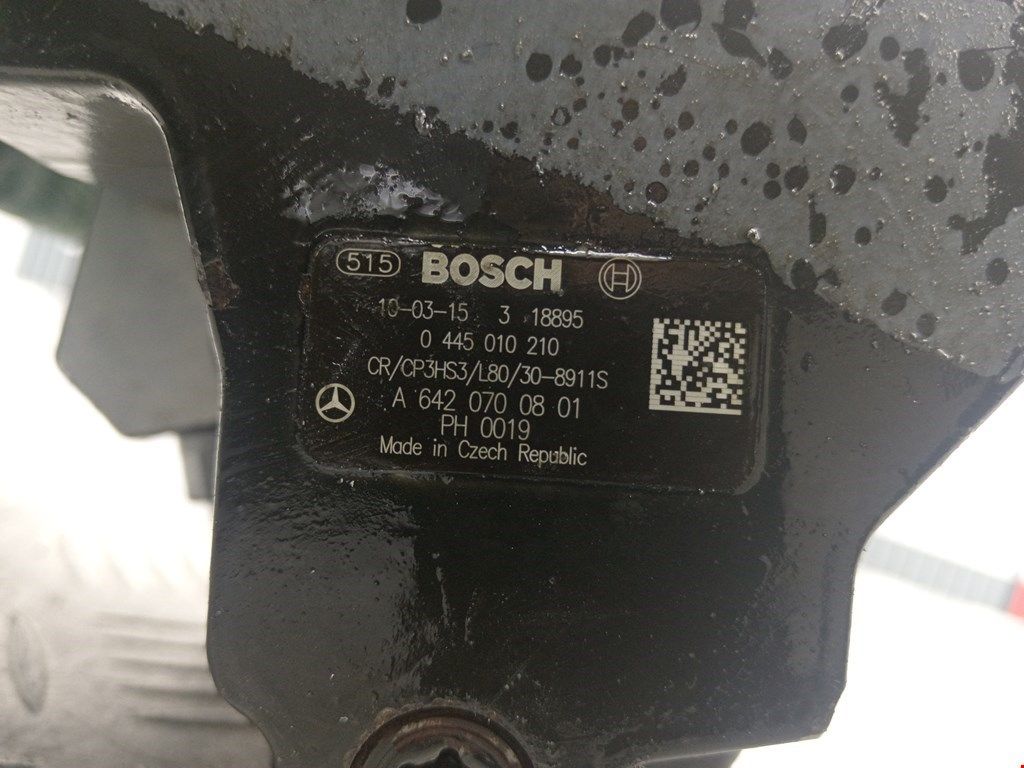 515 BOSCH
10-03-15 3 18895
0 445 010 210
CR/CP3HS3/L80/30-8911S
A 642 070 08 01
PH 0019
Made in Czech Republic